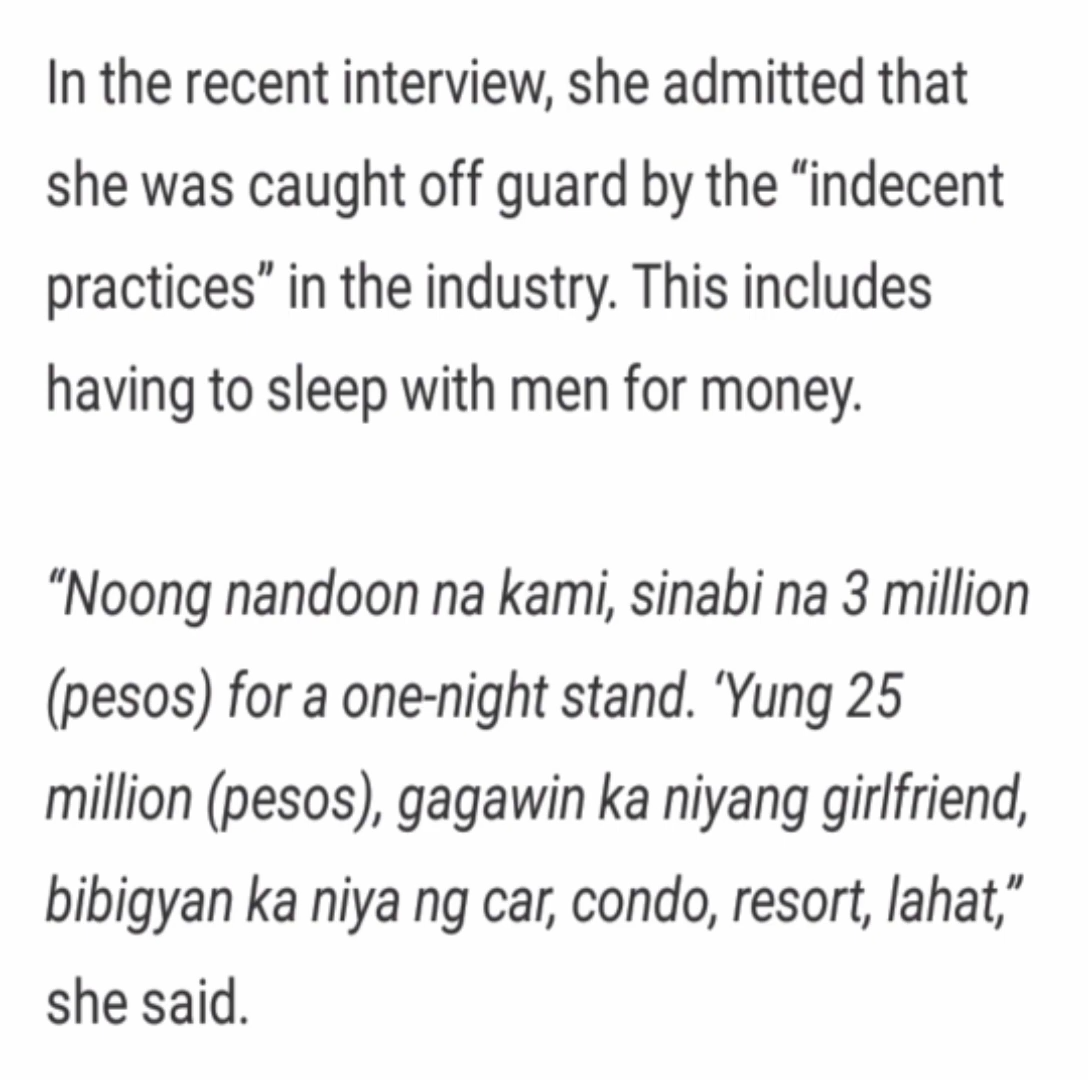 In the recent interview, she admitted that
she was caught off guard by the “indecent
practices” in the industry. This includes
having to sleep with men for money.
“Noong nandoon na kami, sinabi na 3 million
(pesos) for a one-night stand. ‘Yung 25
million (pesos), gagawin ka niyang girlfriend,
bibigyan ka niya ng car, condo, resort, lahat,”
she said.